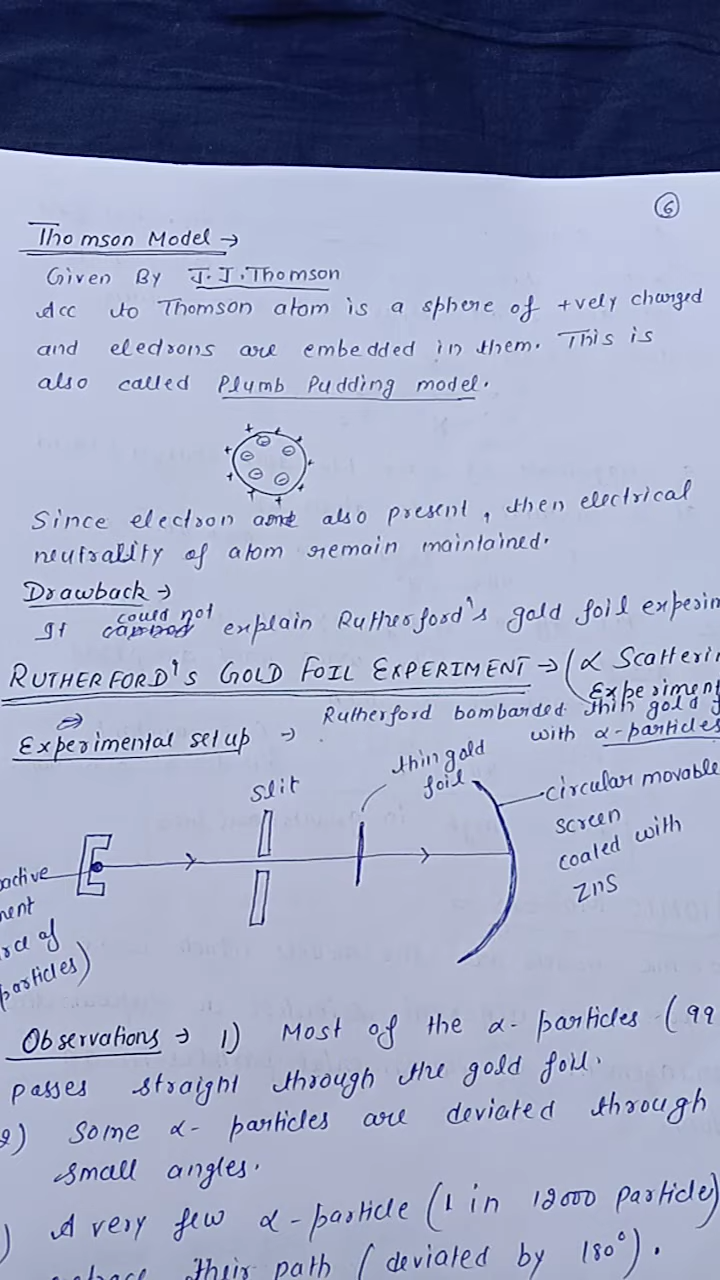 6
Thomson Model →
Given By J.J. Thomson
Acc to Thomson atom is a sphere of +vely charged
and electrons are embedded in them. This is
also called Plumb Pudding model.
Since electron are also present, then electrical
neutrality of atom remain maintained.
Drawback →
It could not explain Rutherford's gold foil experim
RUTHERFORD'S GOLD FOIL EXPERIMENT → (α Scatterin
Experiment
⇒ Rutherford bombarded thin gold f
Experimental set up → with α-particles
thin gold
foil
Slit
circular movable
screen
coated with
ZnS
active
ment
rce of
particles)
Observations → 1) Most of the α-particles (99
passes straight through the gold foil.
2) Some α-particles are deviated through
small angles.
) A very few α-particle (1 in 12000 particle)
their path (deviated by 180°).